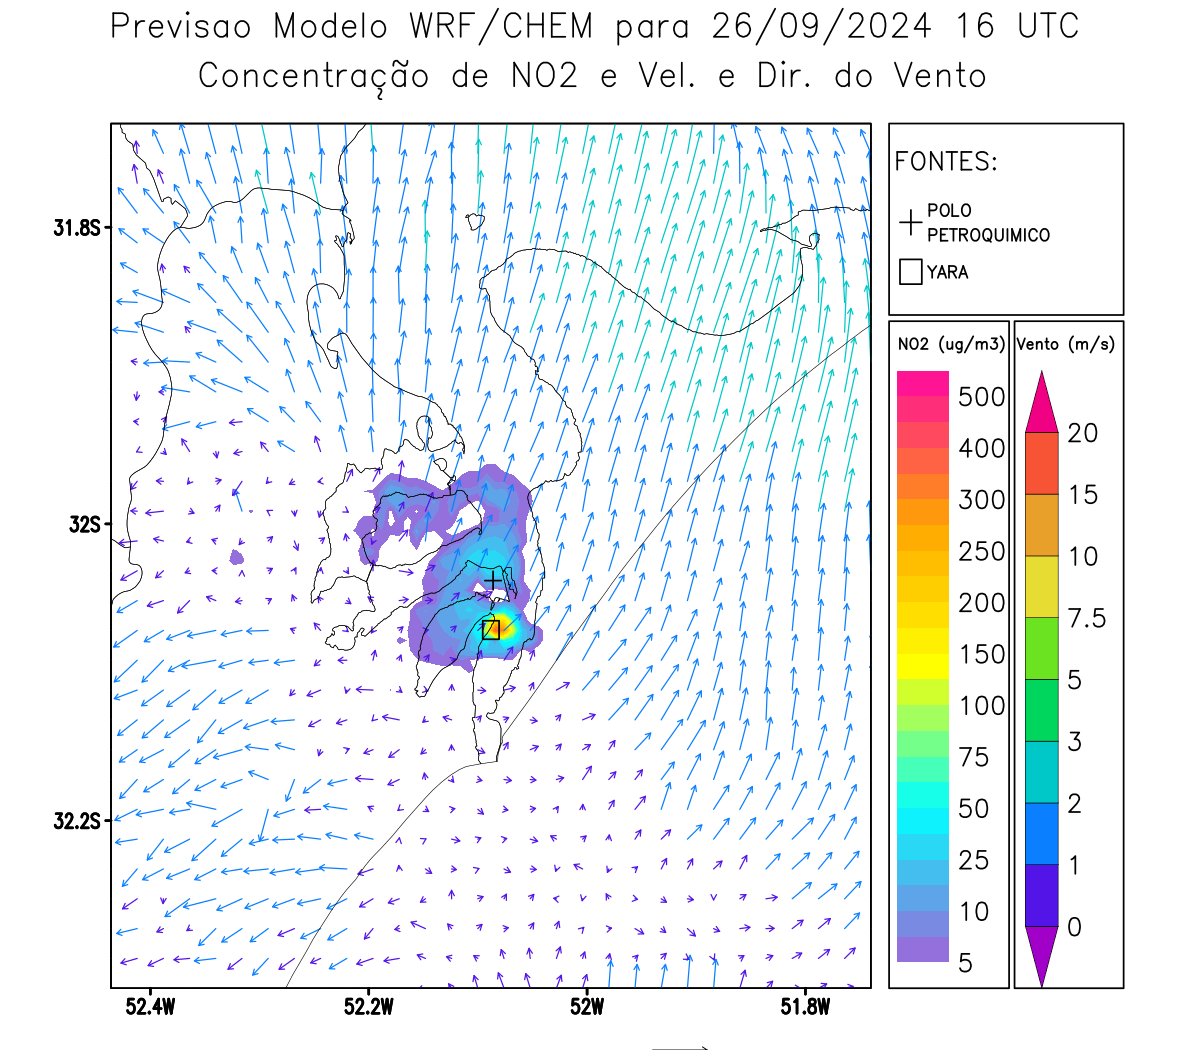 Previsao Modelo WRF/CHEM para 26/09/2024 16 UTC
Concentração de NO2 e Vel. e Dir. do Vento
FONTES:
POLO
PETROQUIMICO
YARA
NO2 (ug/m3)
500
400
300
250
200
150
100
75
50
25
10
5
Vento (m/s)
20
15
10
7.5
5
3
2
1
0
31.8S
32S
32.2S
52.4W
52.2W
52W
51.8W